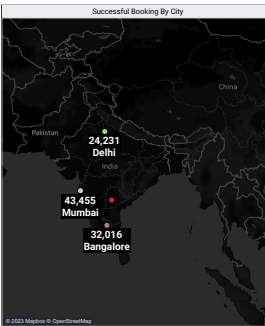 Successful Booking By City
China
Pakistan
24,231
Delhi
India
43,455
Mumbai
32,016
Bangalore
© 2023 Mapbox © OpenStreetMap